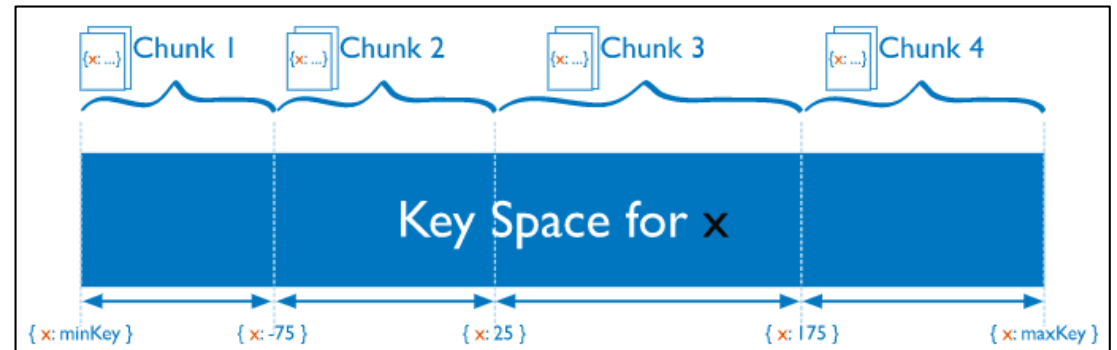 {x: ...} Chunk 1 {x: ...} Chunk 2 {x: ...} Chunk 3 {x: ...} Chunk 4
Key Space for x
{ x: minKey } { x: -75 } { x: 25 } { x: 175 } { x: maxKey }